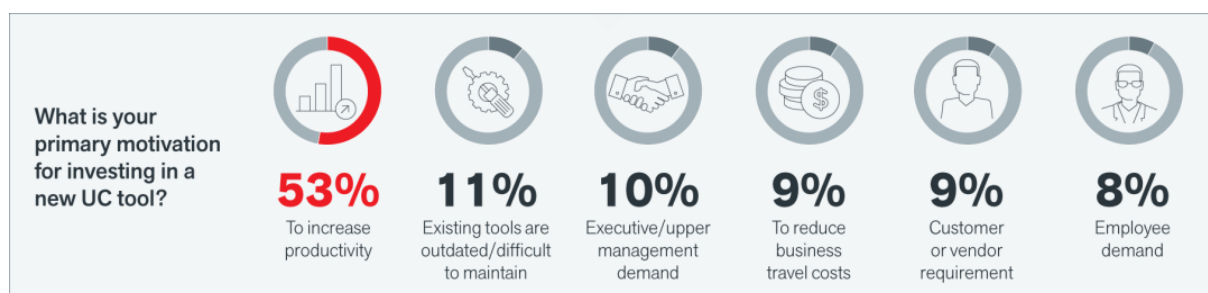 What is your
primary motivation
for investing in a
new UC tool?
53%
To increase
productivity
11%
Existing tools are
outdated/difficult
to maintain
10%
Executive/upper
management
demand
$
9%
To reduce
business
travel costs
9%
Customer
or vendor
requirement
8%
Employee
demand